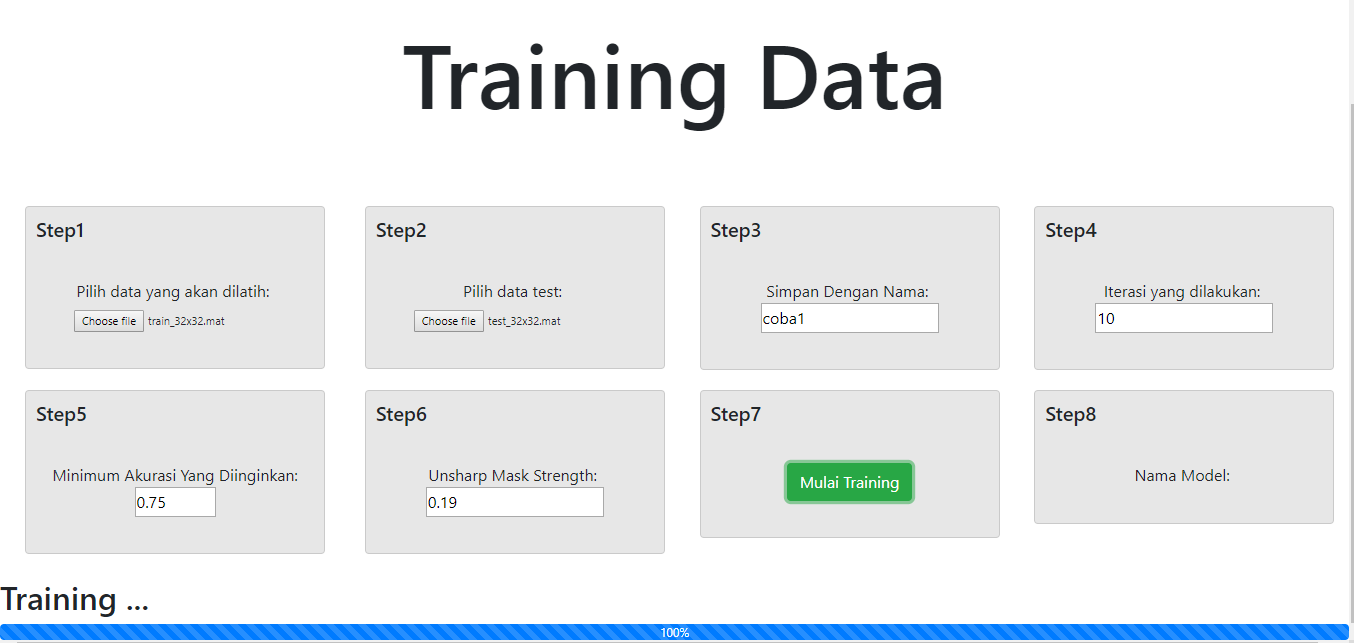 Training Data
Step1
Pilih data yang akan dilatih:
Choose file train_32x32.mat
Step2
Pilih data test:
Choose file test_32x32.mat
Step3
Simpan Dengan Nama:
coba1
Step4
Iterasi yang dilakukan:
10
Step5
Minimum Akurasi Yang Diinginkan:
0.75
Step6
Unsharp Mask Strength:
0.19
Step7
Mulai Training
Step8
Nama Model:
Training ...
100%